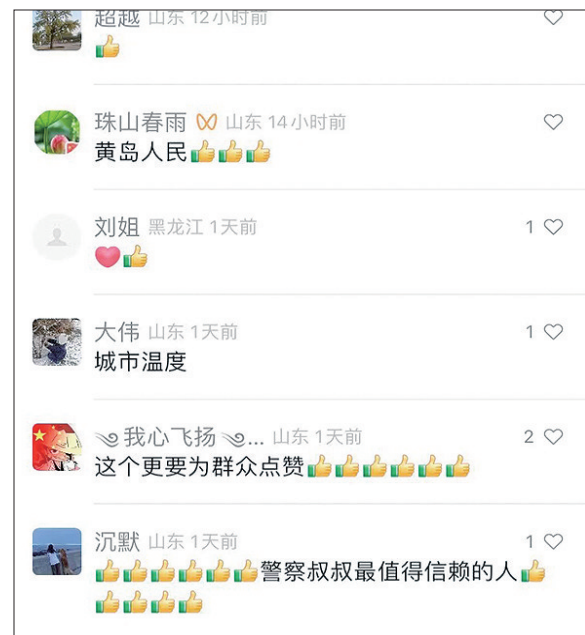 超越 山东 12小时前
👍
珠山春雨 山东 14小时前
黄岛人民👍👍👍
刘姐 黑龙江 1天前 1
❤️👍
大伟 山东 1天前 1
城市温度
༄我心飞扬༄... 山东 1天前 2
这个更要为群众点赞👍👍👍👍👍👍
沉默 山东 1天前 1
👍👍👍👍👍👍警察叔叔最值得信赖的人👍
👍👍👍👍